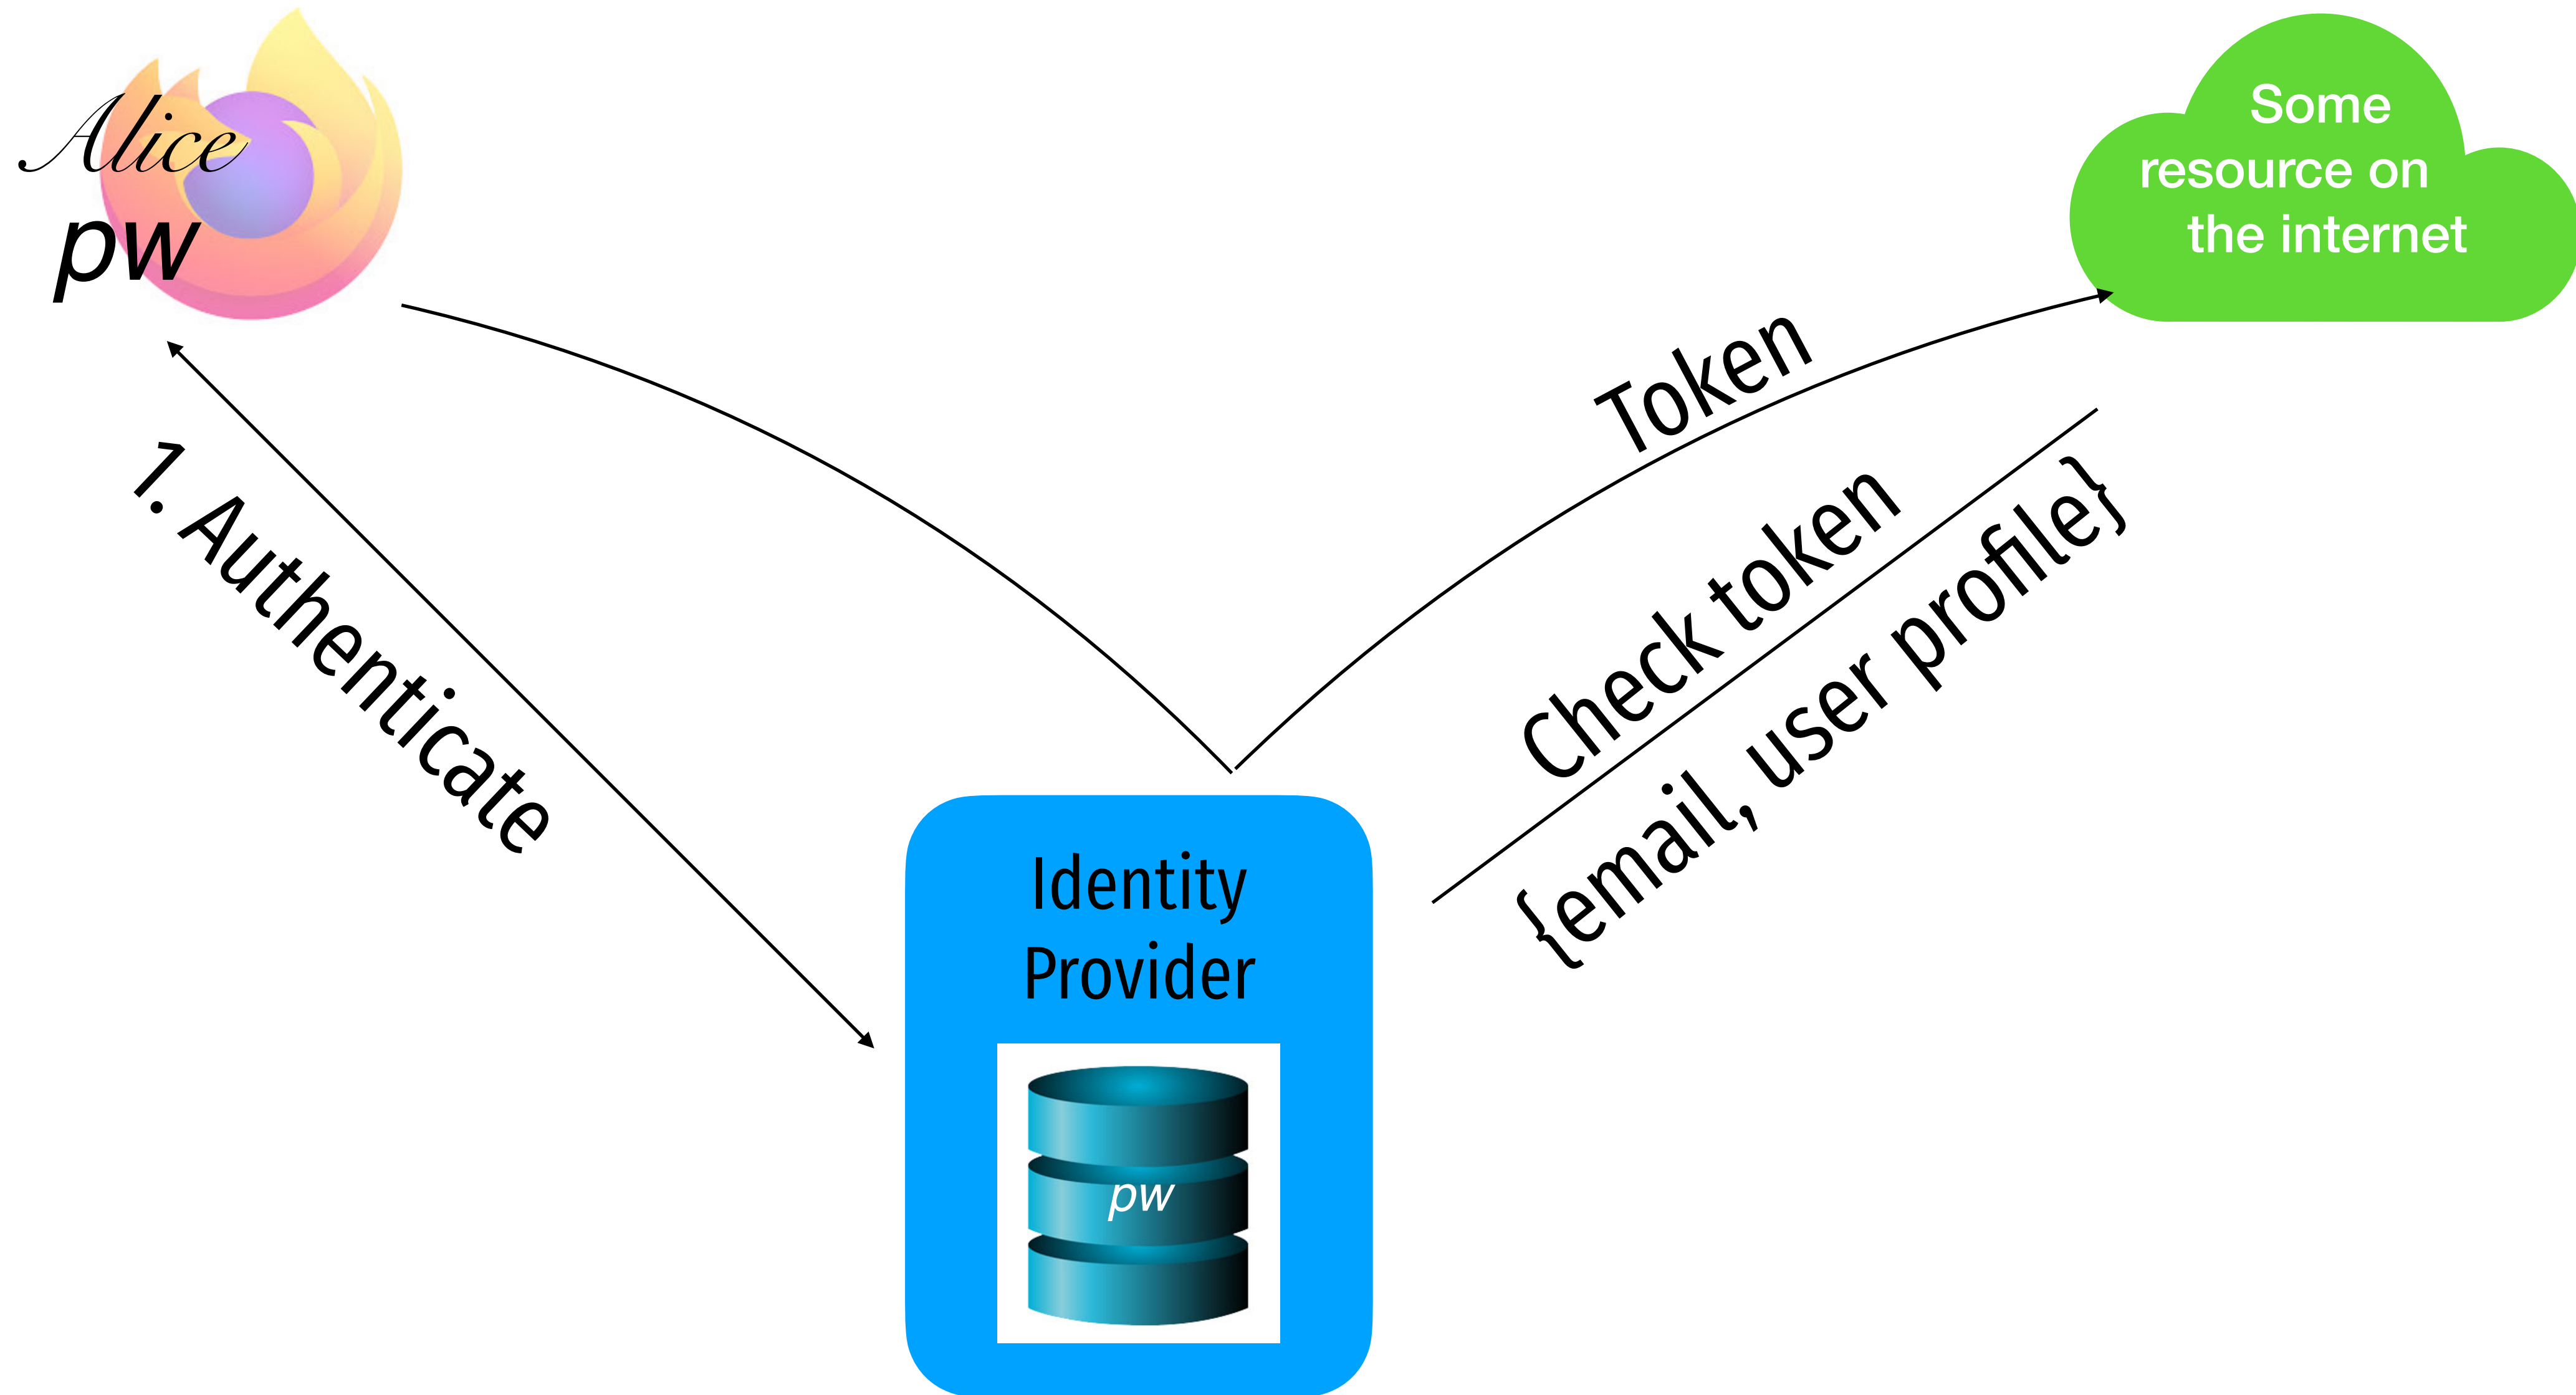 Alice
pw
Some
resource on
the internet
Token
1. Authenticate
Check token
{email, user profile}
Identity
Provider
pw